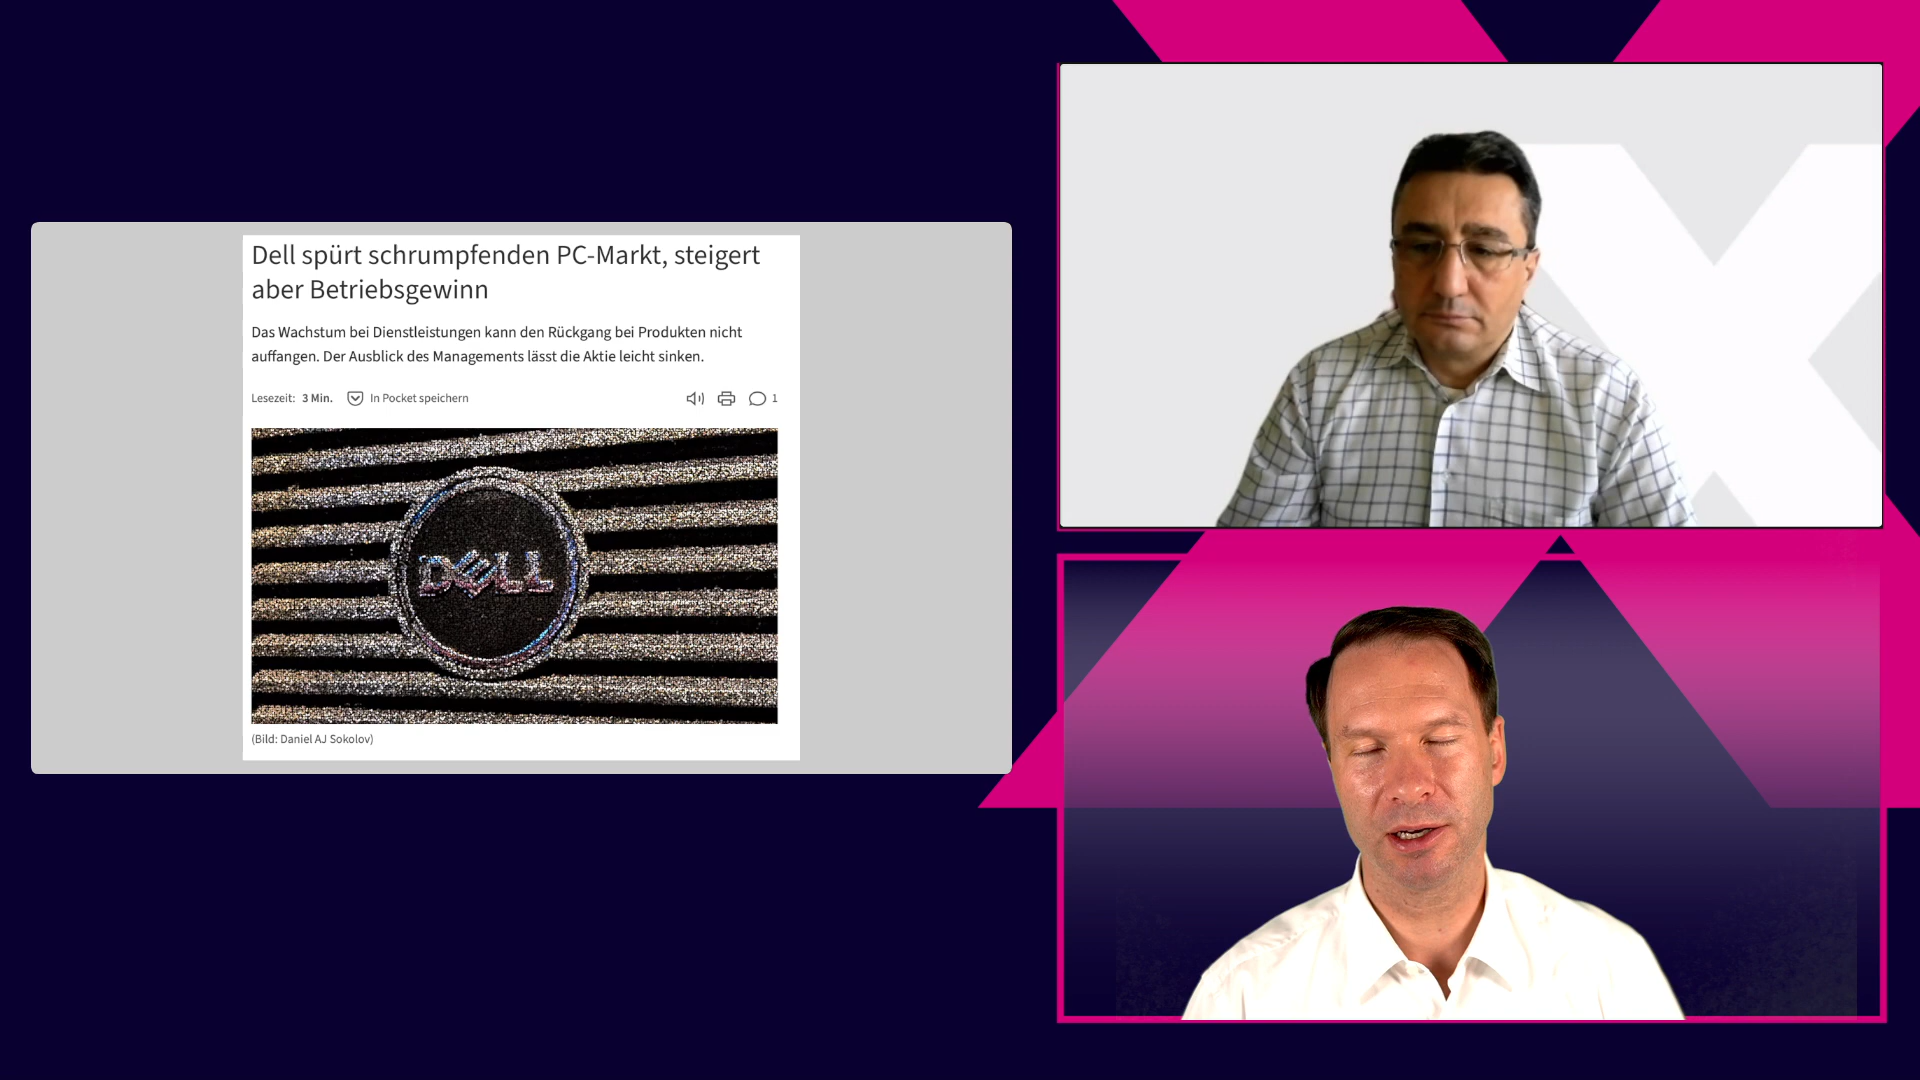 Dell spürt schrumpfenden PC-Markt, steigert
aber Betriebsgewinn
Das Wachstum bei Dienstleistungen kann den Rückgang bei Produkten nicht
auffangen. Der Ausblick des Managements lässt die Aktie leicht sinken.
Lesezeit: 3 Min. In Pocket speichern 1
DELL
(Bild: Daniel AJ Sokolov)